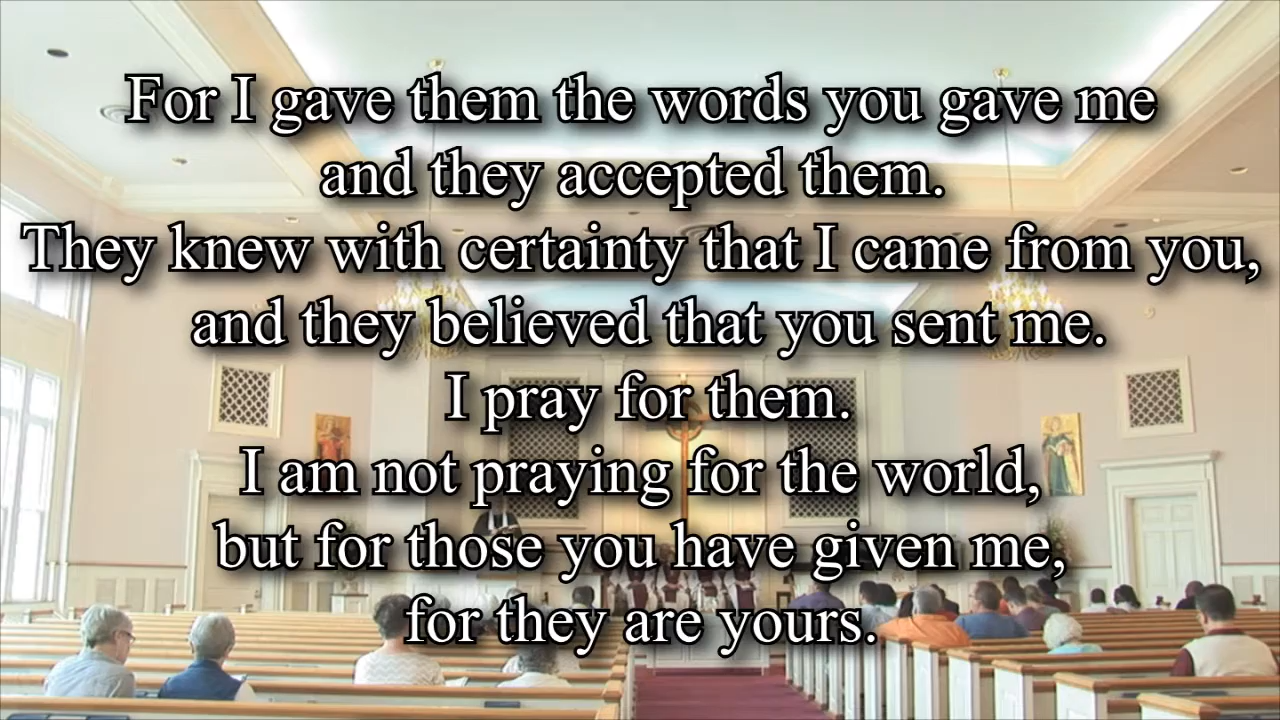 For I gave them the words you gave me
and they accepted them.
They knew with certainty that I came from you,
and they believed that you sent me.
I pray for them.
I am not praying for the world,
but for those you have given me,
for they are yours.